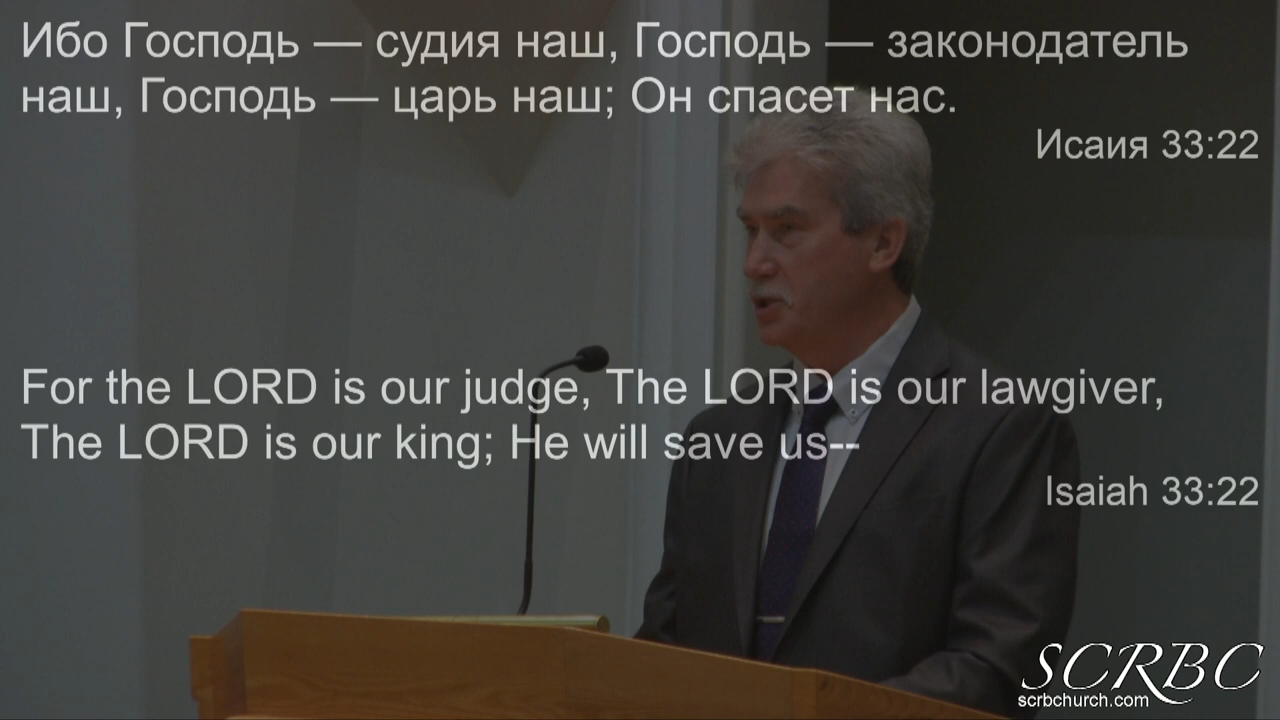 Ибо Господь — судия наш, Господь — законодатель
наш, Господь — царь наш; Он спасет нас.
Исаия 33:22
For the LORD is our judge, The LORD is our lawgiver,
The LORD is our king; He will save us--
Isaiah 33:22
SCRBC
scrbchurch.com